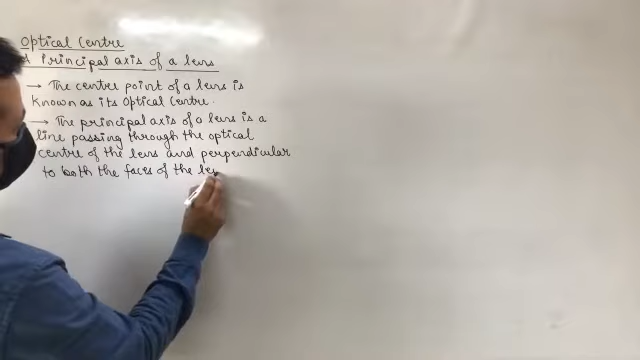 Optical Centre
& Principal axis of a lens
→ The centre point of a lens is
known as its Optical Centre.
→ The principal axis of a lens is a
line passing through the optical
centre of the lens and perpendicular
to both the faces of the len